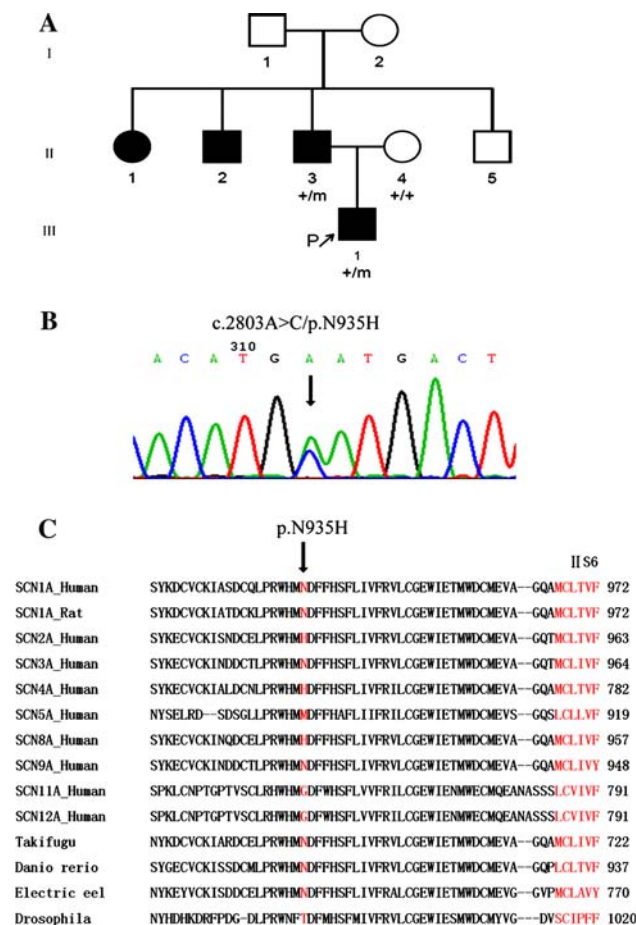 A
I
1 2
II
1 2 3 4 5
+/m +/+
III
P
1
+/m
B
c.2803A>C/p.N935H
310
A C A T G A A T G A C T
C
p.N935H
II S6
SCN1A_Human SYKDCVCKIASDCQLPRWHMNDFFHSFLIVFRVLCGEWIETMWDCMEVA--GQAMCLTVF 972
SCN1A_Rat SYKDCVCKIATDCKLPRWHMNDFFHSFLIVFRVLCGEWIETMWDCMEVA--GQAMCLTVF 972
SCN2A_Human SYKECVCKISNDCELPRWHMHDFFHSFLIVFRVLCGEWIETMWDCMEVA--GQTMCLTVF 963
SCN3A_Human SYKECVCKINDDCTLPRWHMNDFFHSFLIVFRVLCGEWIETMWDCMEVA--GQTMCLIVF 964
SCN4A_Human SYKECVCKIALDCNLPRWHMHDFFHSFLIVFRILCGEWIETMWDCMEVA--GQAMCLTVF 782
SCN5A_Human NYSELRD--SDSGLLPRWHMMDFFHAFLIIFRILCGEWIETMWDCMEVS--GQSLCLLVF 919
SCN8A_Human SYKECVCKINQDCELPRWHMHDFFHSFLIVFRVLCGEWIETMWDCMEVA--GQAMCLIVF 957
SCN9A_Human SYKECVCKINDDCTLPRWHMNDFFHSFLIVFRVLCGEWIETMWDCMEVA--GQAMCLIVY 948
SCN11A_Human SPKLCNPTGPTVSCLRHWHMGDFWHSFLVVFRILCGEWIENMWECMQEANASSSLCVIVF 791
SCN12A_Human SPKLCNPTGPTVSCLRHWHMGDFWHSFLVVFRILCGEWIENMWECMQEANASSSLCVIVF 791
Takifugu NYKDCVCKIARDCELPRWHMNDFFHSFLIVFRVLCGEWIETMWDCMEVA--GQAMCLIVF 722
Danio rerio SYGECVCKISSDCMLPRWHMNDFFHSFLIVFRVLCGEWIETMWDCMEVA--GQPLCLTVF 937
Electric eel NYKEYVCKISDDCELPRWHMNDFFHSFLIVFRALCGEWIETMWDCMEVG--GVPMCLAVY 770
Drosophila NYHDHKDRFPDG-DLPRWNFTDFMHSFMIVFRVLCGEWIESMWDCMYVG---DVSCIPFF 1020